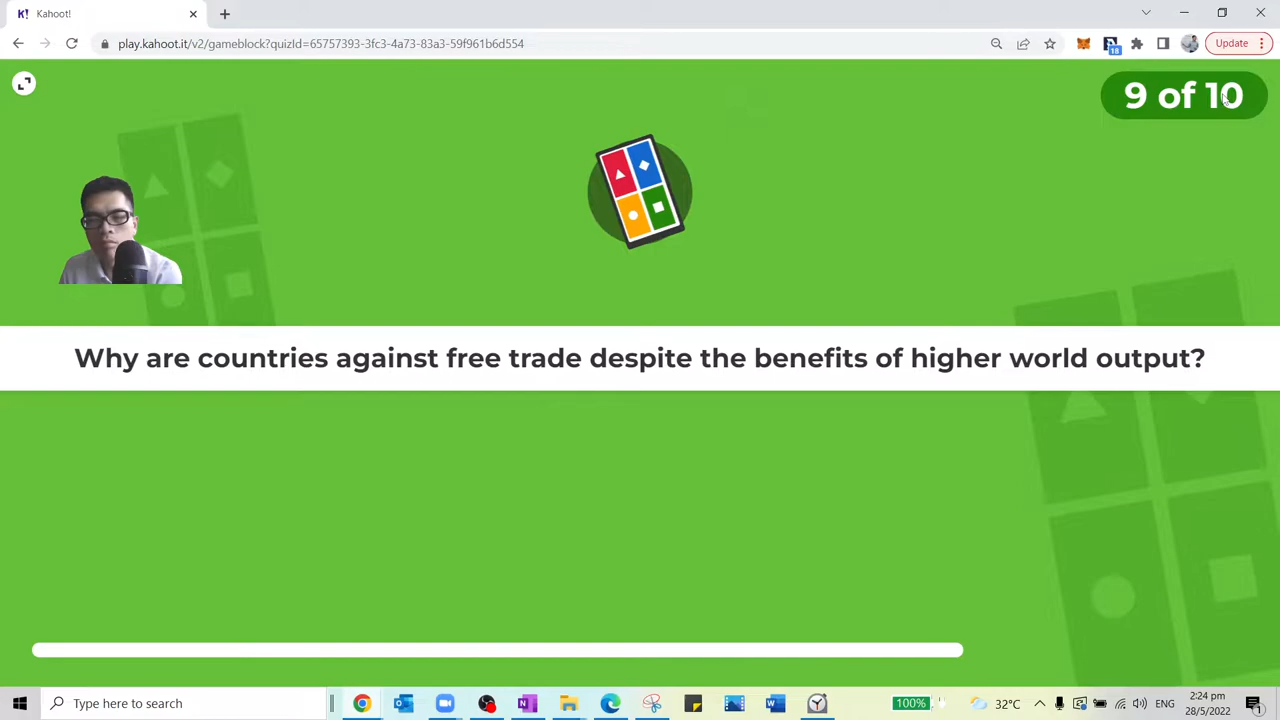 K! Kahoot!
play.kahoot.it/v2/gameblock?quizId=65757393-3fc3-4a73-83a3-59f961b6d554
18
Update
9 of 10
Why are countries against free trade despite the benefits of higher world output?
Type here to search
100%
32°C
ENG
2:24 pm
28/5/2022
1